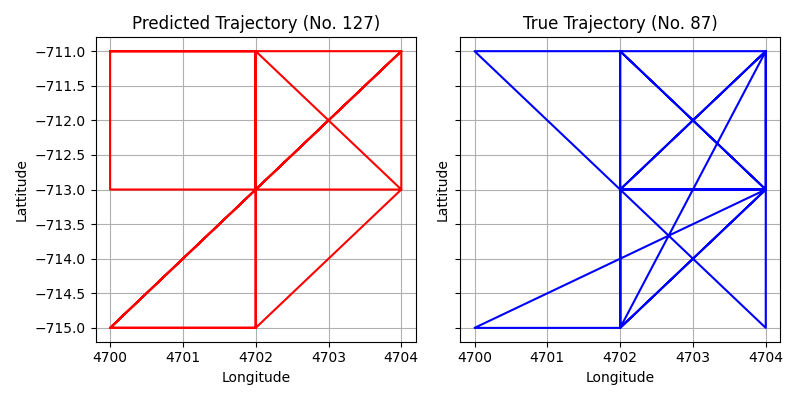 Predicted Trajectory (No. 127)
True Trajectory (No. 87)
−711.0
−711.5
−712.0
−712.5
−713.0
−713.5
−714.0
−714.5
−715.0
Lattitude
Lattitude
4700 4701 4702 4703 4704
4700 4701 4702 4703 4704
Longitude
Longitude